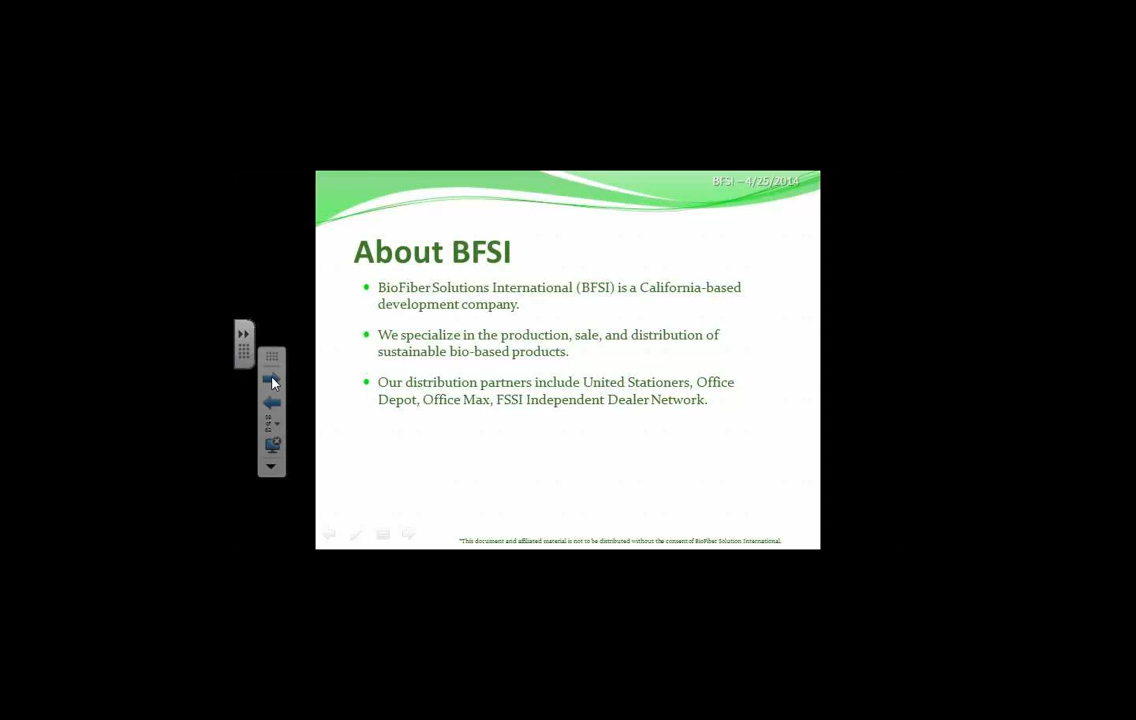 BFSI – 4/25/2014
About BFSI
BioFiber Solutions International (BFSI) is a California-based
development company.
We specialize in the production, sale, and distribution of
sustainable bio-based products.
Our distribution partners include United Stationers, Office
Depot, Office Max, FSSI Independent Dealer Network.
*This document and affiliated material is not to be distributed without the consent of BioFiber Solution International.